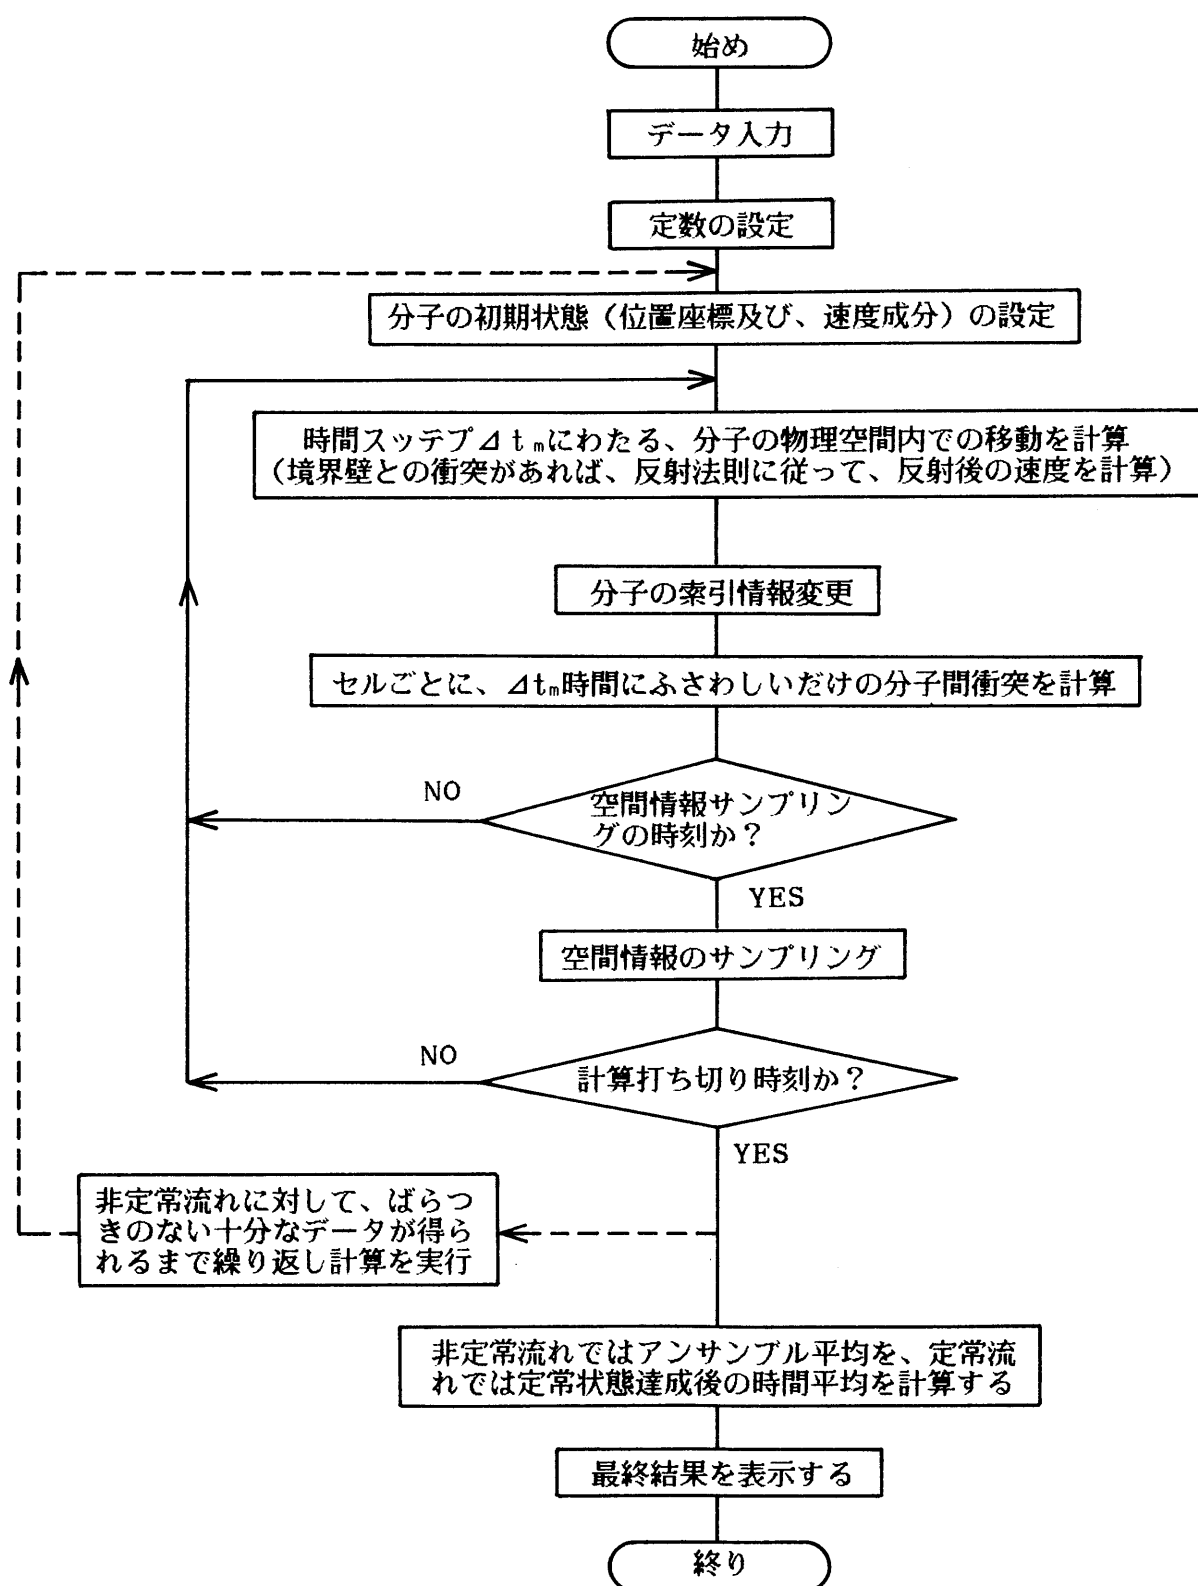 始め
データ入力
定数の設定
分子の初期状態(位置座標及び、速度成分)の設定
時間スッテプ⊿tₘにわたる、分子の物理空間内での移動を計算
(境界壁との衝突があれば、反射法則に従って、反射後の速度を計算)
分子の索引情報変更
セルごとに、⊿tₘ時間にふさわしいだけの分子間衝突を計算
NO
空間情報サンプリン
グの時刻か?
YES
空間情報のサンプリング
NO
計算打ち切り時刻か?
YES
非定常流れに対して、ばらつ
きのない十分なデータが得ら
れるまで繰り返し計算を実行
非定常流れではアンサンブル平均を、定常流
れでは定常状態達成後の時間平均を計算する
最終結果を表示する
終り